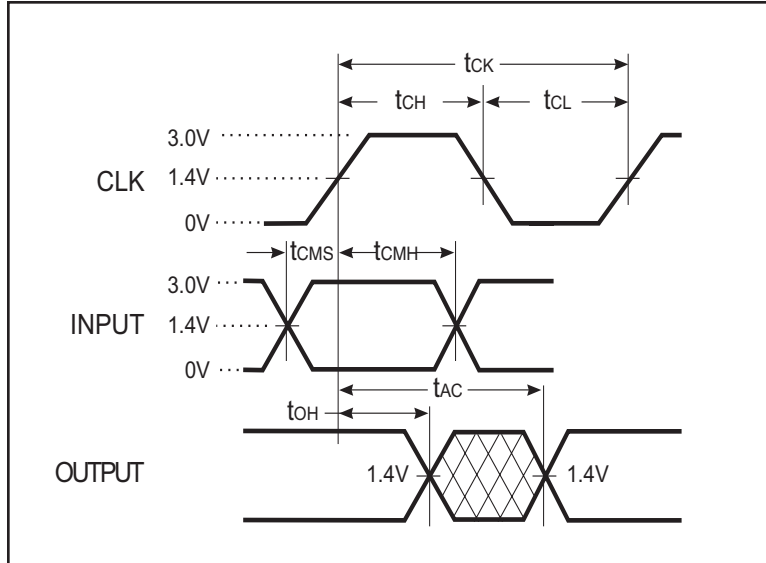 tCK
tCH tCL
3.0V
CLK 1.4V
0V
tCMS tCMH
3.0V
INPUT 1.4V
0V
tAC
tOH
OUTPUT 1.4V 1.4V